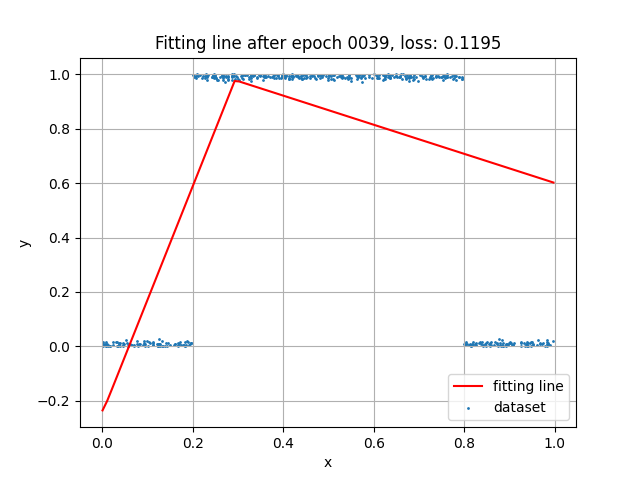 Fitting line after epoch 0039, loss: 0.1195
1.0
0.8
0.6
0.4
0.2
0.0
−0.2
y
0.0 0.2 0.4 0.6 0.8 1.0
x
fitting line
dataset